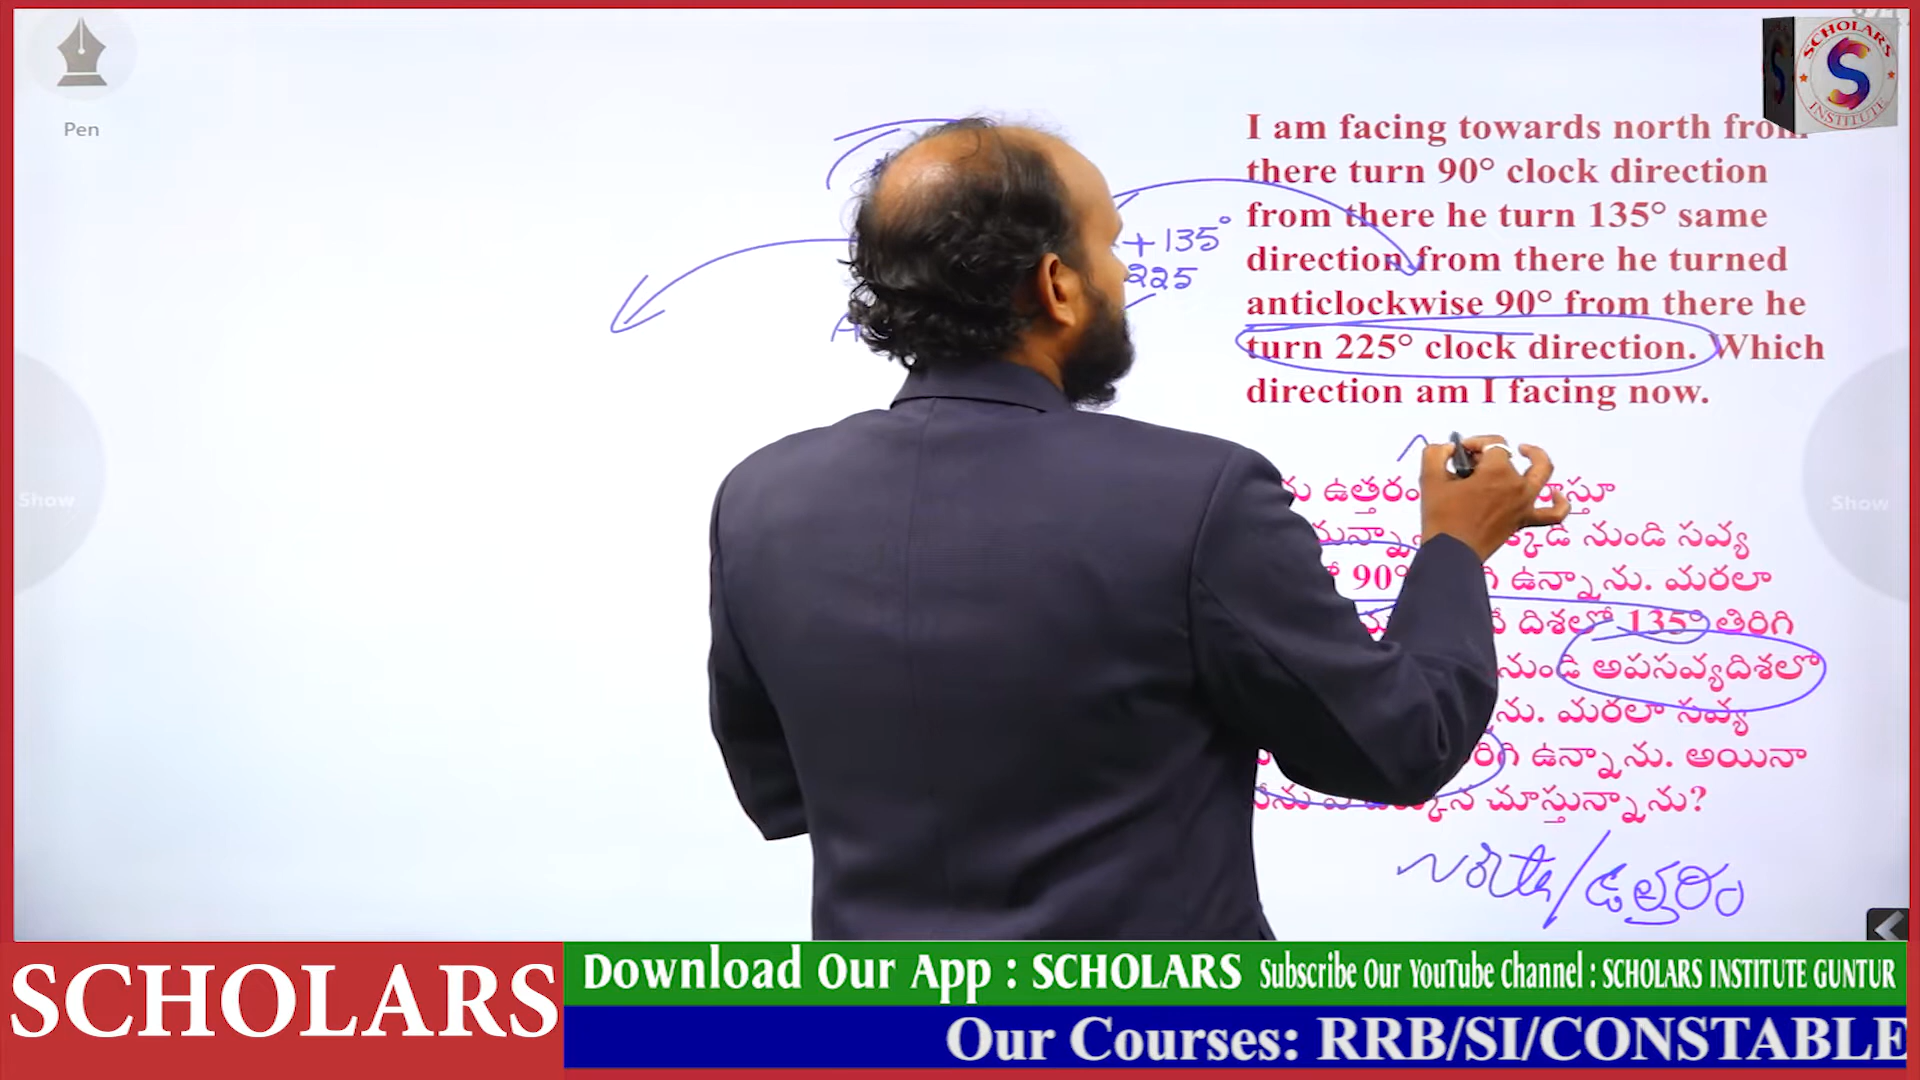 Pen
SCHOLARS
S
INSTITUTE
I am facing towards north from
there turn 90° clock direction
from there he turn 135° same
direction from there he turned
anticlockwise 90° from there he
turn 225° clock direction. Which
direction am I facing now.
+135°
225
Show
Show
ఉత్తరం
నుండి సవ్య
90° ఉన్నాను. మరలా
దిశలో 135° తిరిగి
నుండి అపసవ్యదిశలో
మరలా సవ్య
ఉన్నాను. అయినా
చూస్తున్నాను?
North/ఉత్తరం
SCHOLARS
Download Our App : SCHOLARS Subscribe Our YouTube Channel : SCHOLARS INSTITUTE GUNTUR
Our Courses: RRB/SI/CONSTABLE